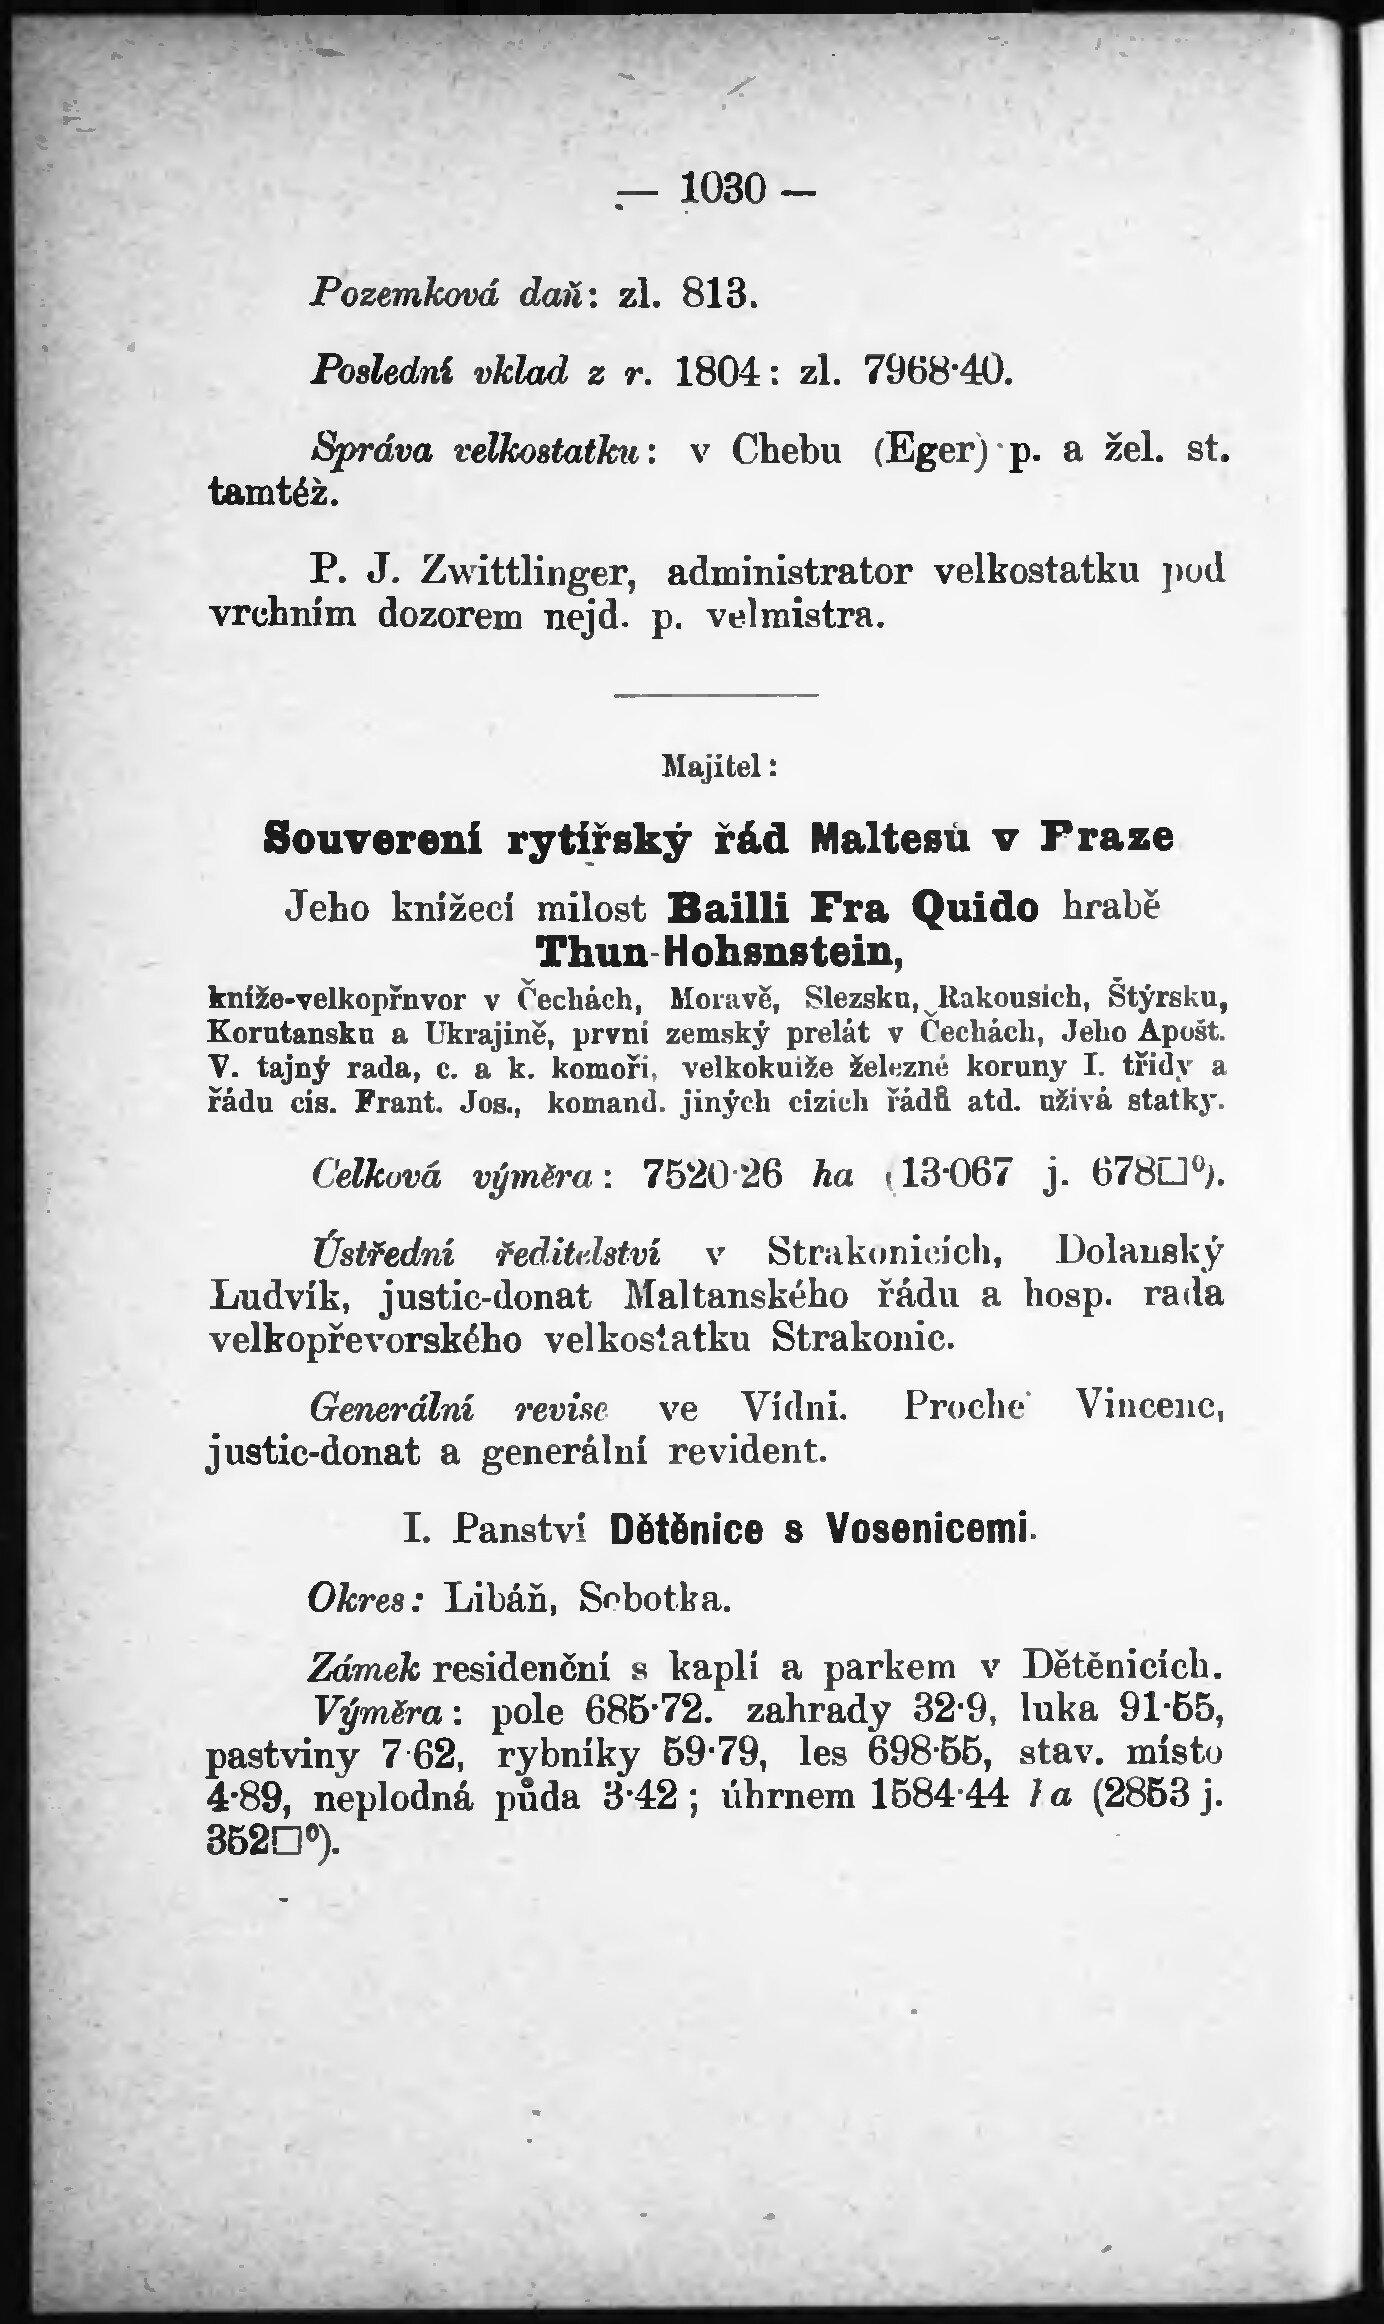 — 1030 —
Pozemková daň: zl. 813.
Poslední vklad z r. 1804: zl. 7968·40.
Správa velkostatku: v Chebu (Eger) p. a žel. st.
tamtéž.
P. J. Zwittlinger, administrator velkostatku pod
vrchním dozorem nejd. p. velmistra.
Majitel:
Souverení rytířský řád Maltesů v Praze
Jeho knížecí milost Bailli Fra Quido hrabě
Thun-Hohenstein,
kníže-velkopřnvor v Čechách, Moravě, Slezsku, Rakousích, Štýrsku,
Korutansku a Ukrajině, první zemský prelát v Čechách, Jeho Apošt.
V. tajný rada, c. a k. komoří, velkokníže železné koruny I. třídy a
řádu cis. Frant. Jos., komand. jiných cizích řádů atd. užívá statky.
Celková výměra: 7520·26 ha (13·067 j. 678□⁰).
Ústřední ředitelství v Strakonicích, Dolanský
Ludvík, justic-donat Maltanského řádu a hosp. rada
velkopřevorského velkostatku Strakonic.
Generální revise ve Vídni. Proche Vincenc,
justic-donat a generální revident.
I. Panství Dětěnice s Vosenicemi.
Okres: Libáň, Sobotka.
Zámek residenční s kaplí a parkem v Dětěnicích.
Výměra: pole 685·72. zahrady 32·9, luka 91·55,
pastviny 7·62, rybníky 59·79, les 698·55, stav. místo
4·89, neplodná půda 3·42; úhrnem 1584·44 ha (2853 j.
352□⁰).